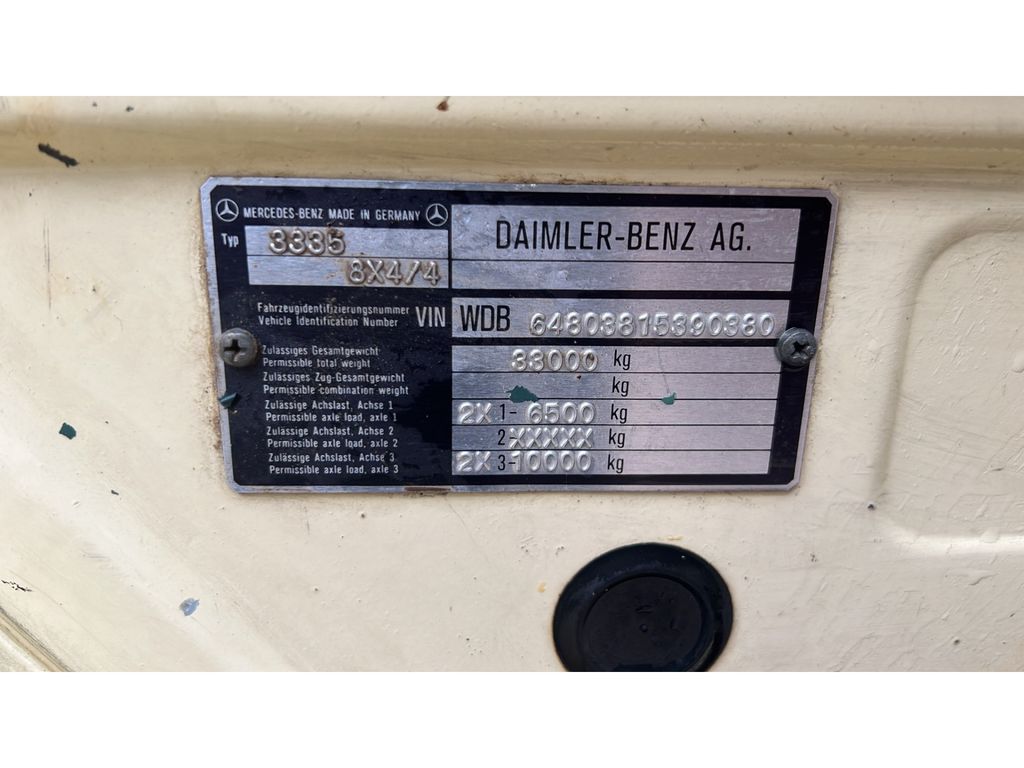 MERCEDES-BENZ MADE IN GERMANY
DAIMLER-BENZ AG.
Typ 3335
8X4/4
Fahrzeugidentifizierungsnummer
Vehicle Identification Number VIN WDB 64803815390380
Zulässiges Gesamtgewicht
Permissible total weight 33000 kg
Zulässiges Zug-Gesamtgewicht
Permissible combination weight kg
Zulässige Achslast, Achse 1
Permissible axle load, axle 1 2X 1-6500 kg
Zulässige Achslast, Achse 2
Permissible axle load, axle 2 2-XXXXX kg
Zulässige Achslast, Achse 3
Permissible axle load, axle 3 2X 3-10000 kg